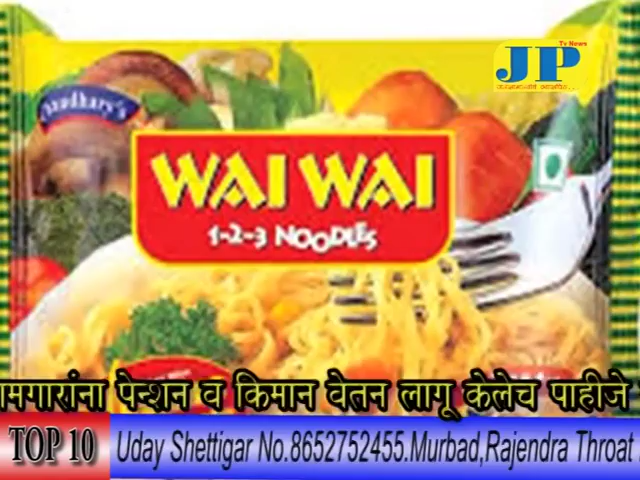 Tv News
JP
Chaudhary's
WAI WAI
1-2-3 NOODLES
पेन्शन व किमान वेतन लागू केलेच पाहीजे
TOP 10
Uday Shettigar No.8652752455.Murbad,Rajendra Throat